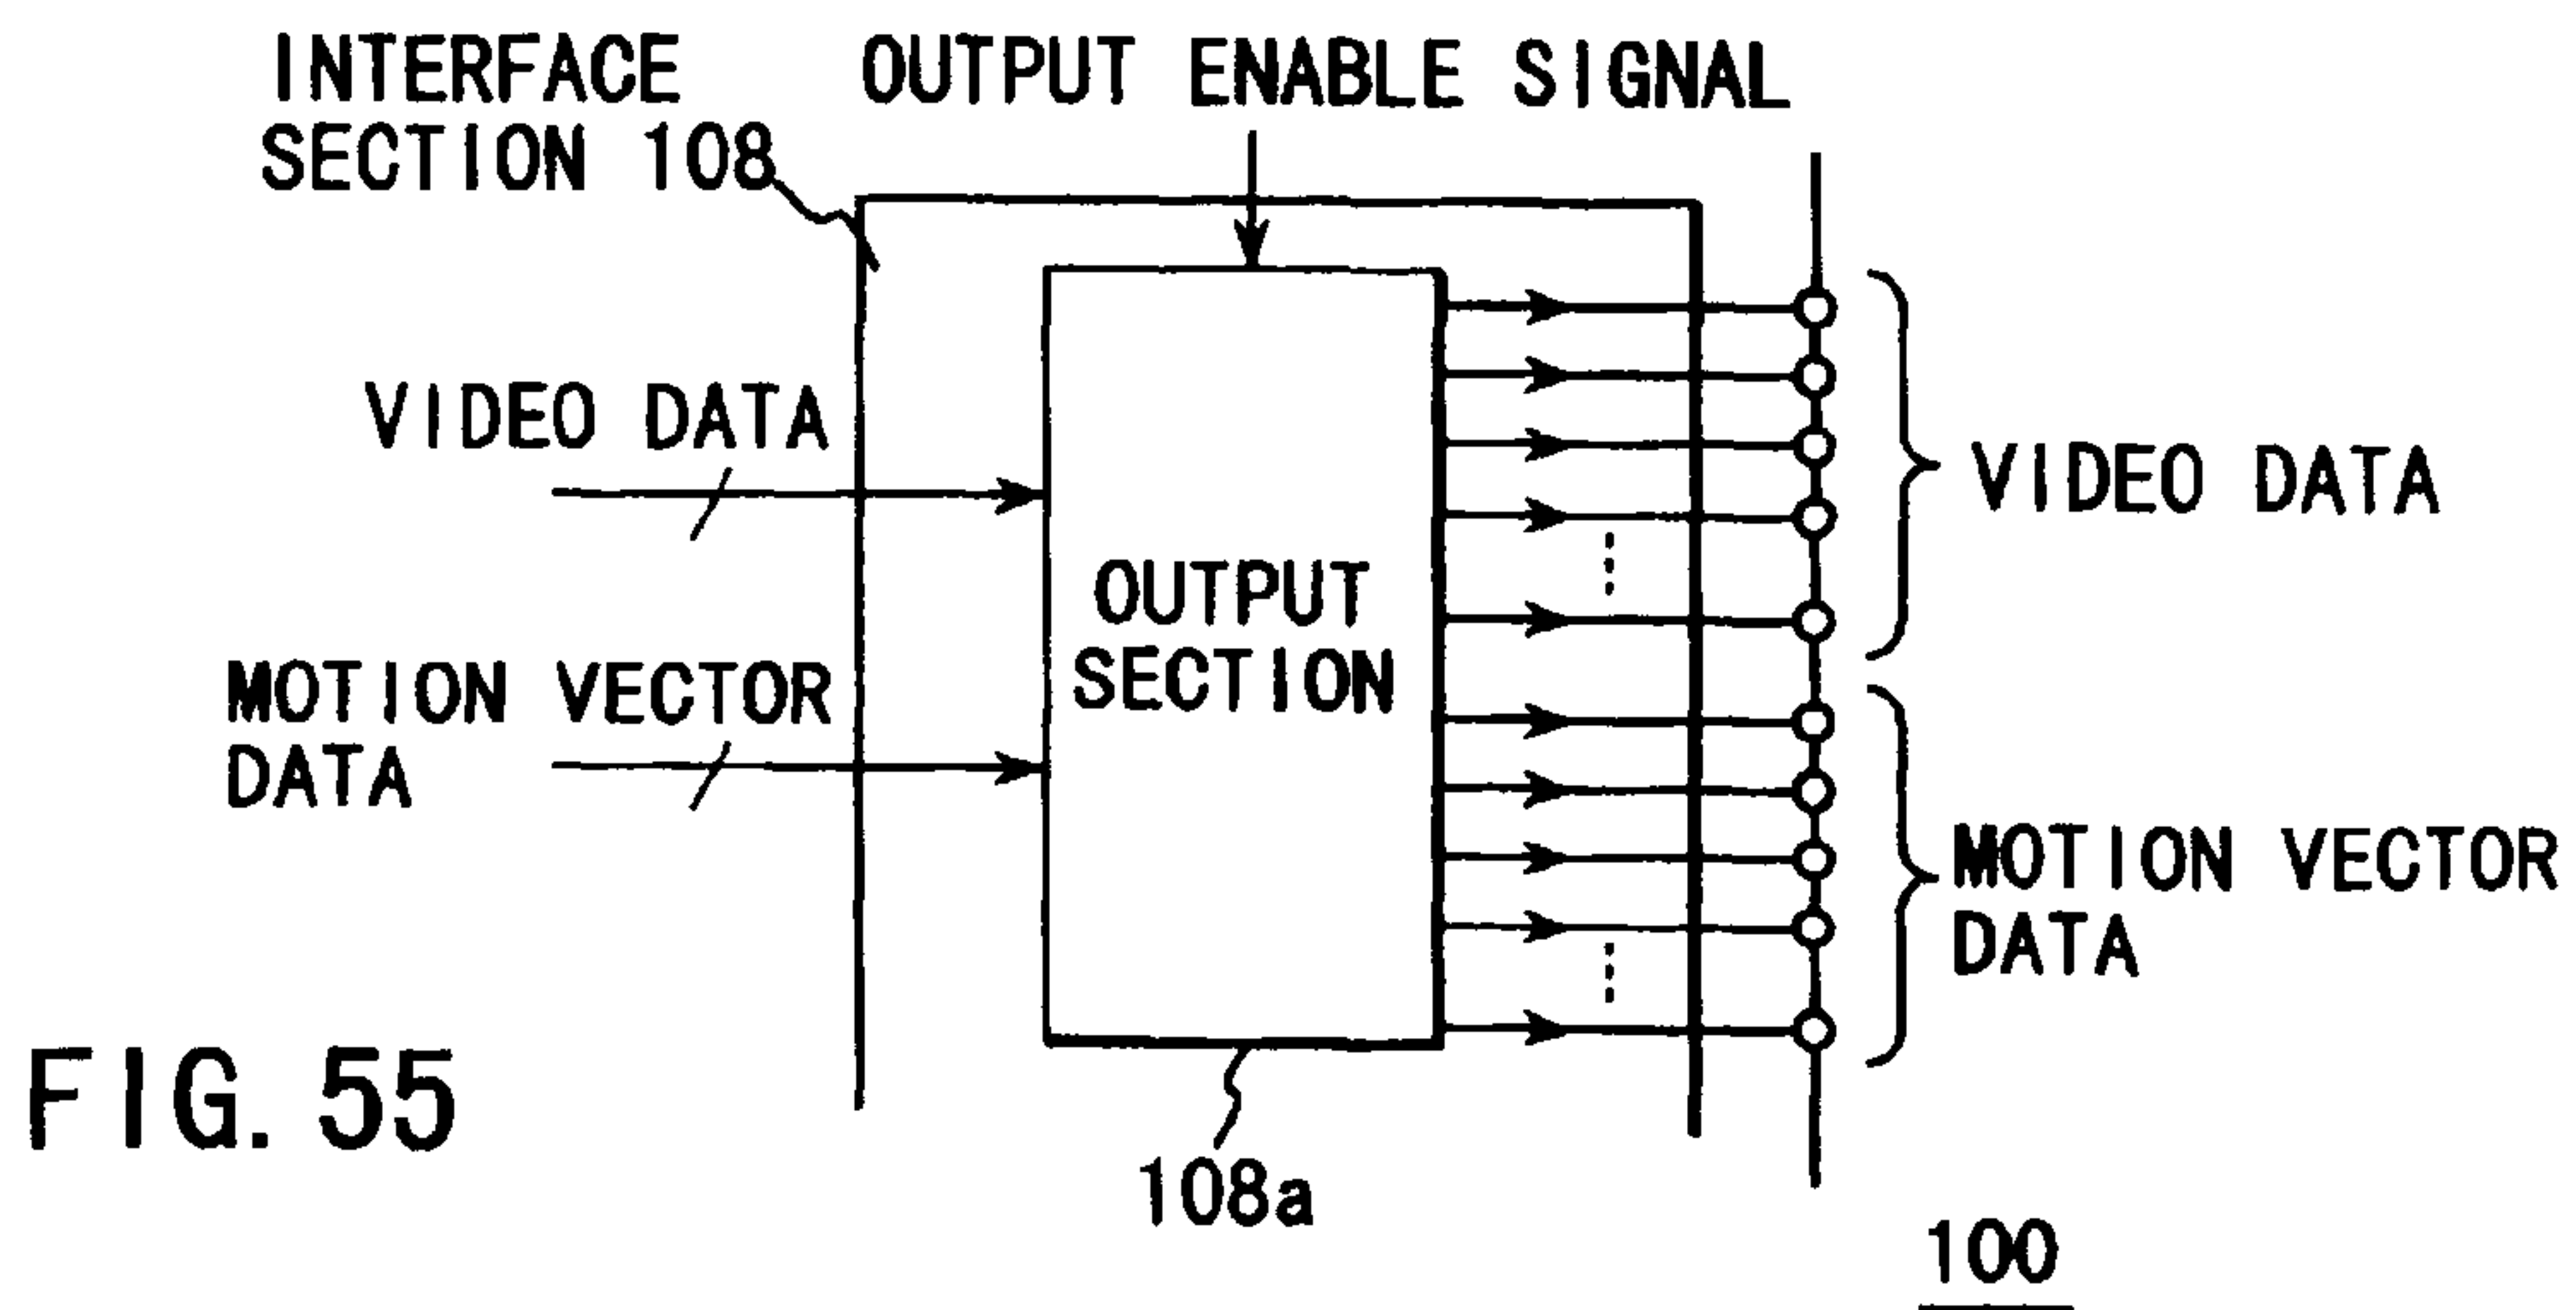 INTERFACE
SECTION 108
OUTPUT ENABLE SIGNAL
VIDEO DATA
MOTION VECTOR
DATA
OUTPUT
SECTION
VIDEO DATA
MOTION VECTOR
DATA
FIG. 55
108a
100